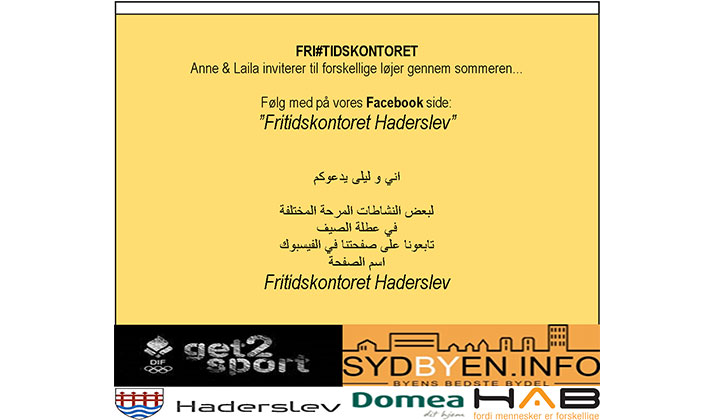 FRI#TIDSKONTORET
Anne & Laila inviterer til forskellige løjer gennem sommeren...
Følg med på vores Facebook side:
"Fritidskontoret Haderslev"
اني و ليلى يدعوكم
لبعض النشاطات المرحة المختلفة
في عطلة الصيف
تابعونا على صفحتنا في الفيسبوك
اسم الصفحة
Fritidskontoret Haderslev
DIF
get2
sport
SYDBYEN.INFO
BYENS BEDSTE BYDEL
Haderslev
Domea
dit hjem
HAB
fordi mennesker er forskellige